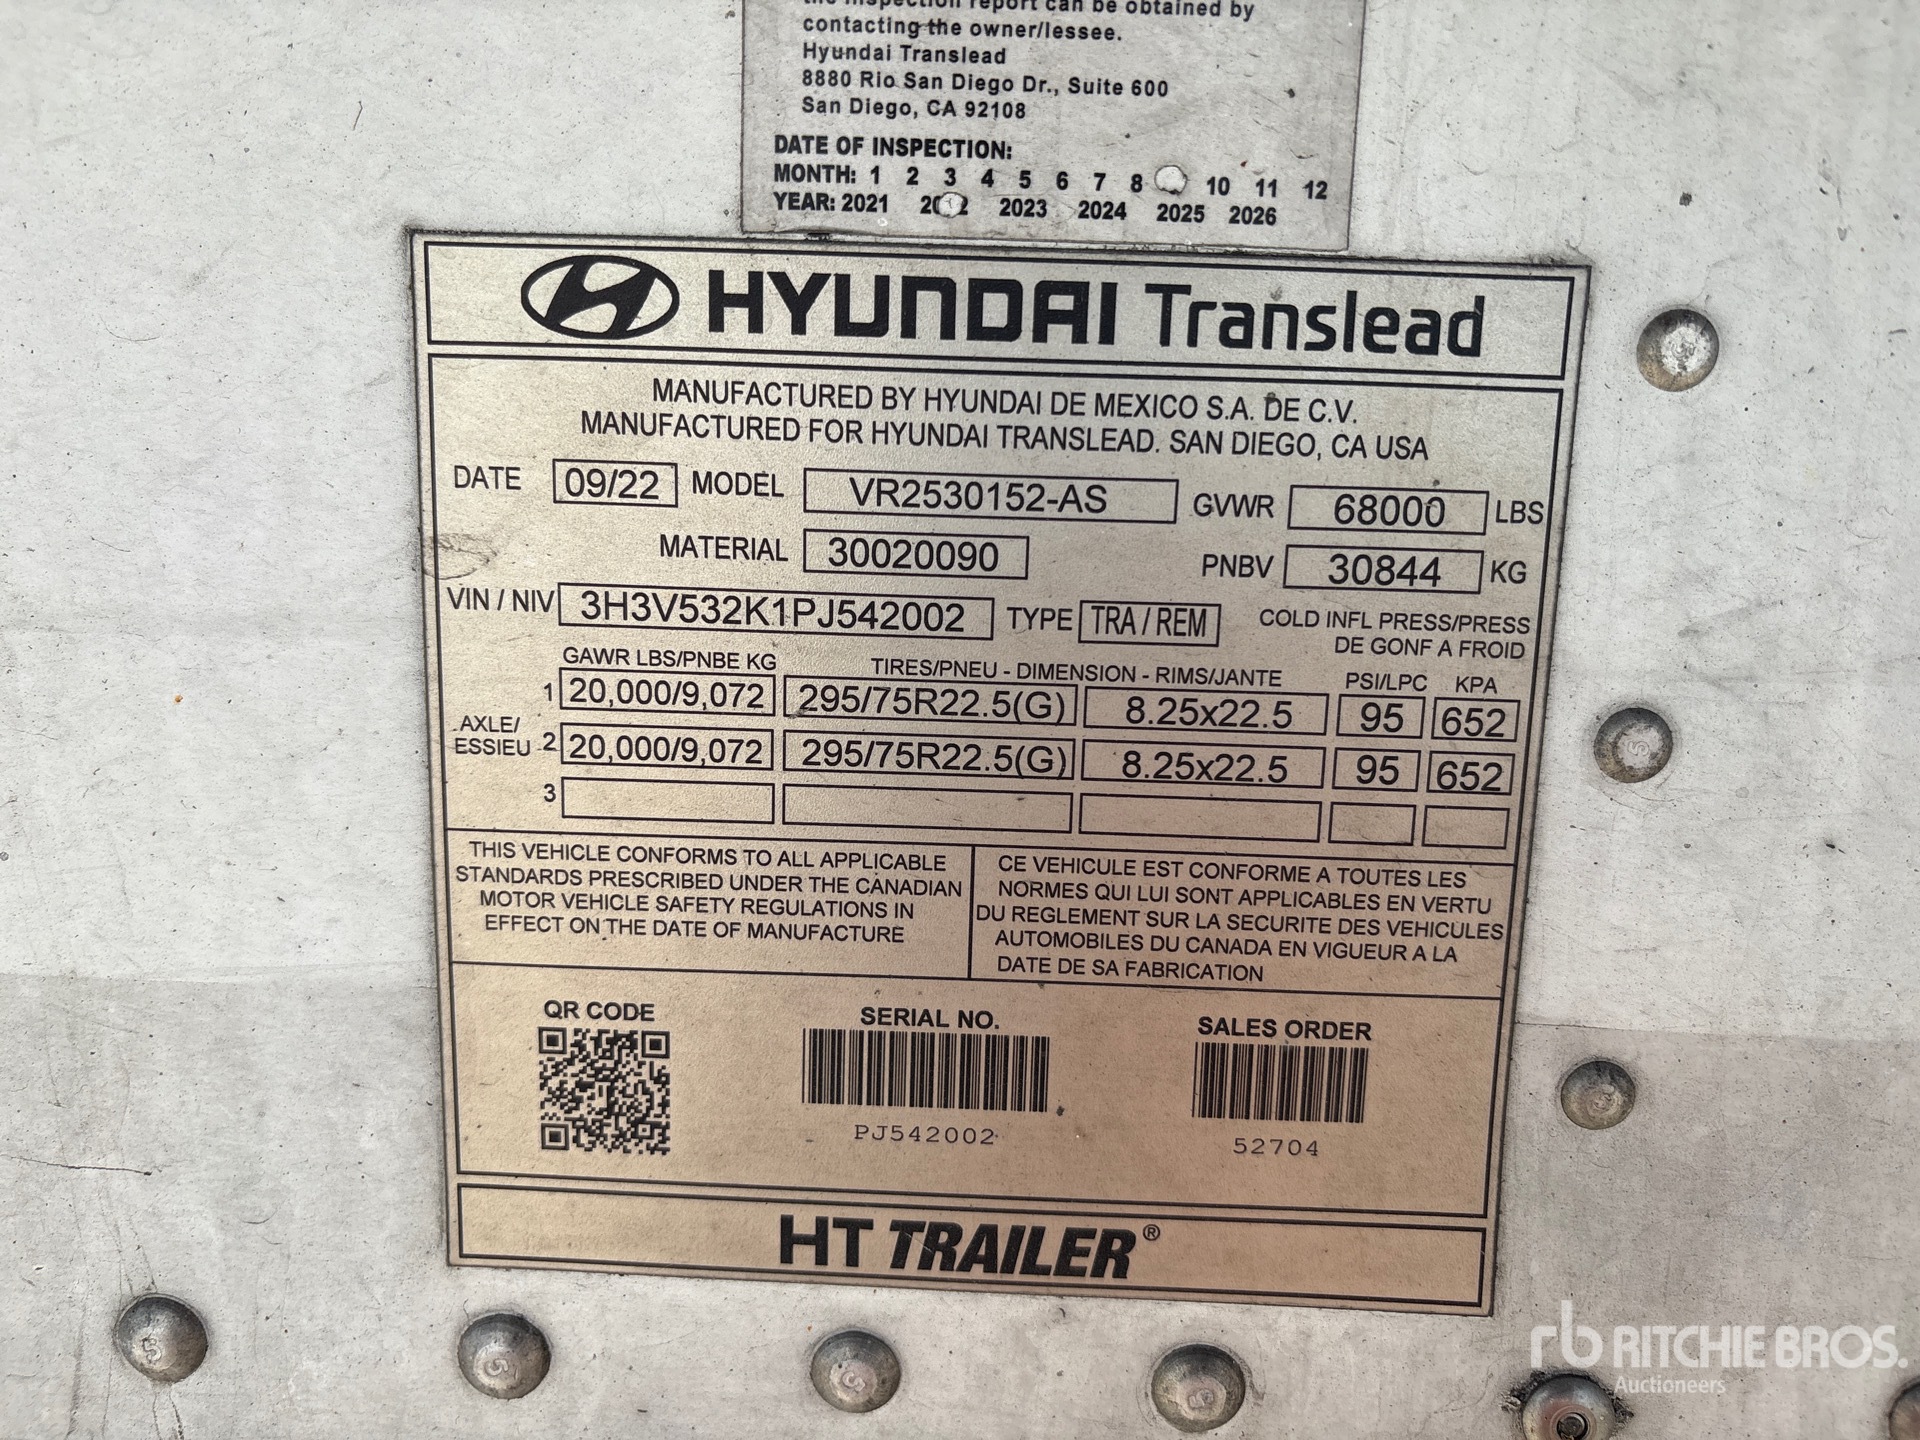 the inspection report can be obtained by
contacting the owner/lessee.
Hyundai Translead
8880 Rio San Diego Dr., Suite 600
San Diego, CA 92108
DATE OF INSPECTION:
MONTH: 1 2 3 4 5 6 7 8 10 11 12
YEAR: 2021 2023 2024 2025 2026
HYUNDAI Translead
MANUFACTURED BY HYUNDAI DE MEXICO S.A. DE C.V.
MANUFACTURED FOR HYUNDAI TRANSLEAD. SAN DIEGO, CA USA
DATE 09/22 MODEL VR2530152-AS GVWR 68000 LBS
MATERIAL 30020090 PNBV 30844 KG
VIN / NIV 3H3V532K1PJ542002 TYPE TRA / REM COLD INFL PRESS/PRESS
DE GONF A FROID
GAWR LBS/PNBE KG TIRES/PNEU - DIMENSION - RIMS/JANTE PSI/LPC KPA
1 20,000/9,072 295/75R22.5(G) 8.25x22.5 95 652
AXLE/
ESSIEU 2 20,000/9,072 295/75R22.5(G) 8.25x22.5 95 652
3
THIS VEHICLE CONFORMS TO ALL APPLICABLE
STANDARDS PRESCRIBED UNDER THE CANADIAN
MOTOR VEHICLE SAFETY REGULATIONS IN
EFFECT ON THE DATE OF MANUFACTURE
CE VEHICULE EST CONFORME A TOUTES LES
NORMES QUI LUI SONT APPLICABLES EN VERTU
DU REGLEMENT SUR LA SECURITE DES VEHICULES
AUTOMOBILES DU CANADA EN VIGUEUR A LA
DATE DE SA FABRICATION
QR CODE
SERIAL NO.
PJ542002
SALES ORDER
52704
HT TRAILER®
rb RITCHIE BROS.
Auctioneers